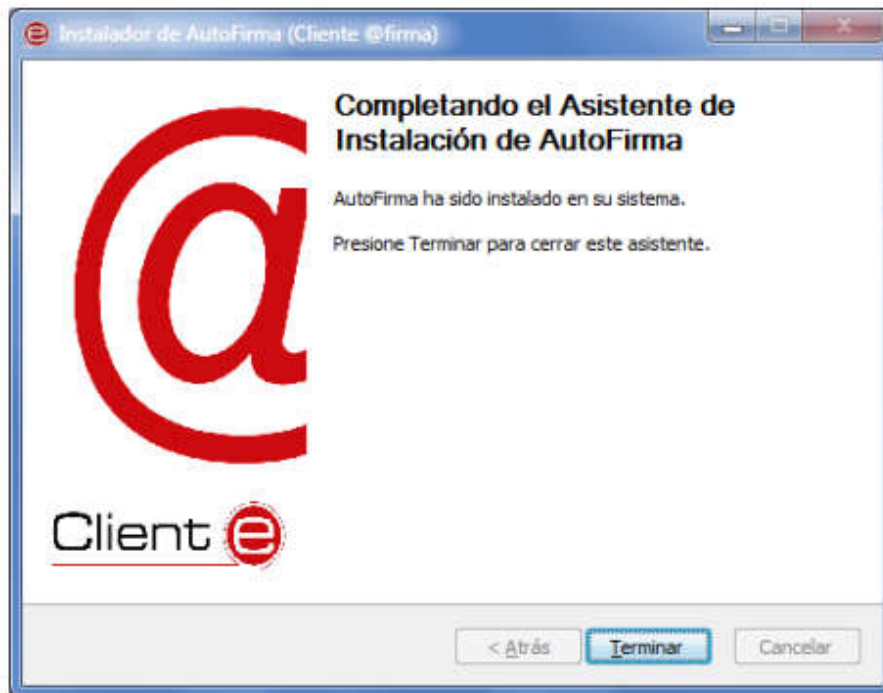 Instalador de AutoFirma (Cliente @firma)
Completando el Asistente de
Instalación de AutoFirma
AutoFirma ha sido instalado en su sistema.
Presione Terminar para cerrar este asistente.
@
Client e
< Atrás
Terminar
Cancelar